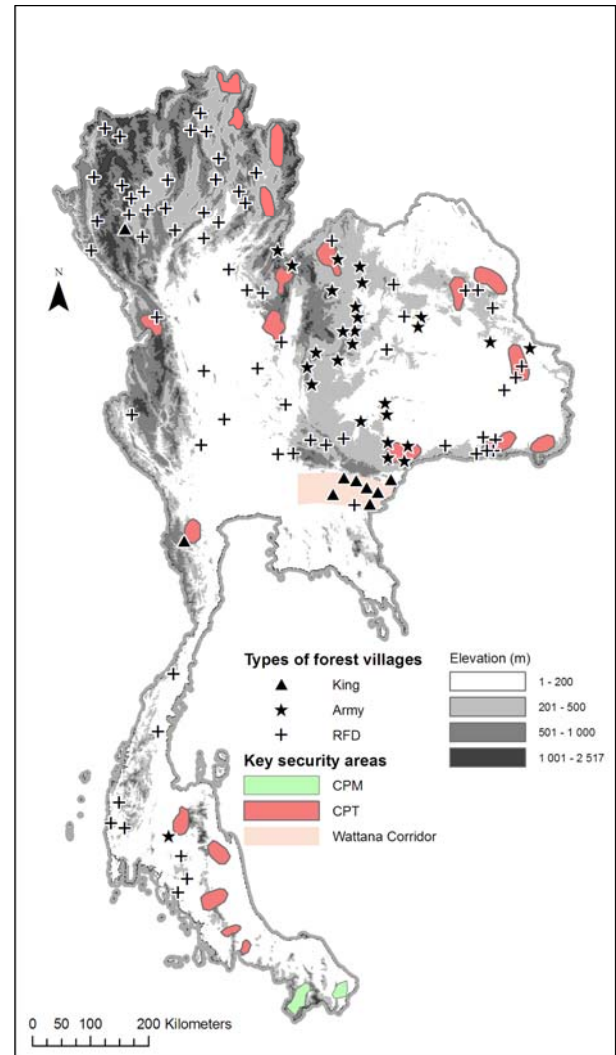 N
Types of forest villages
King
Army
RFD
Key security areas
CPM
CPT
Wattana Corridor
Elevation (m)
1 - 200
201 - 500
501 - 1 000
1 001 - 2 517
0 50 100 200 Kilometers